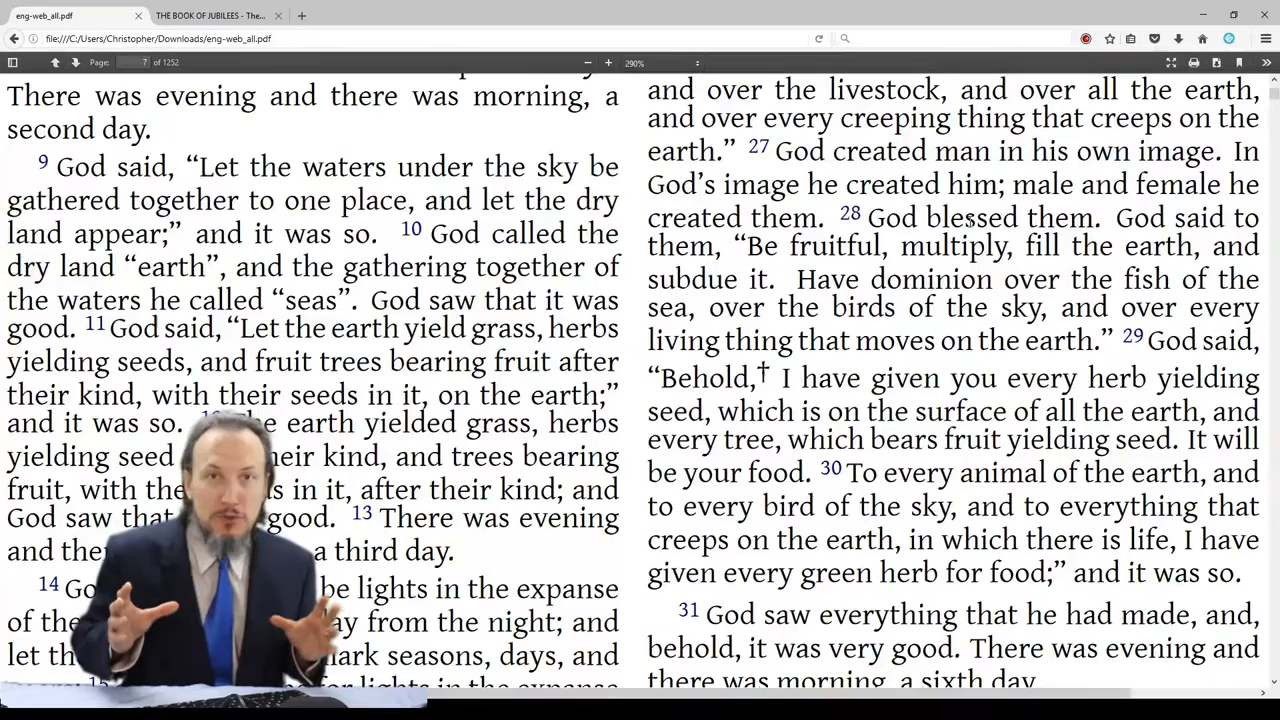 eng-web_all.pdf
THE BOOK OF JUBILEES - The...
file:///C:/Users/Christopher/Downloads/eng-web_all.pdf
Page: 7 of 1252
290%
There was evening and there was morning, a
second day.
9 God said, “Let the waters under the sky be
gathered together to one place, and let the dry
land appear;” and it was so. 10 God called the
dry land “earth”, and the gathering together of
the waters he called “seas”. God saw that it was
good. 11 God said, “Let the earth yield grass, herbs
yielding seeds, and fruit trees bearing fruit after
their kind, with their seeds in it, on the earth;”
and it was so. earth yielded grass, herbs
yielding seed heir kind, and trees bearing
fruit, with in it, after their kind; and
God saw good. 13 There was evening
and a third day.
14 be lights in the expanse
of from the night; and
let seasons, days, and
for lights in the expanse
and over the livestock, and over all the earth,
and over every creeping thing that creeps on the
earth.” 27 God created man in his own image. In
God’s image he created him; male and female he
created them. 28 God blessed them. God said to
them, “Be fruitful, multiply, fill the earth, and
subdue it. Have dominion over the fish of the
sea, over the birds of the sky, and over every
living thing that moves on the earth.” 29 God said,
“Behold,† I have given you every herb yielding
seed, which is on the surface of all the earth, and
every tree, which bears fruit yielding seed. It will
be your food. 30 To every animal of the earth, and
to every bird of the sky, and to everything that
creeps on the earth, in which there is life, I have
given every green herb for food;” and it was so.
31 God saw everything that he had made, and,
behold, it was very good. There was evening and
there was morning, a sixth day.